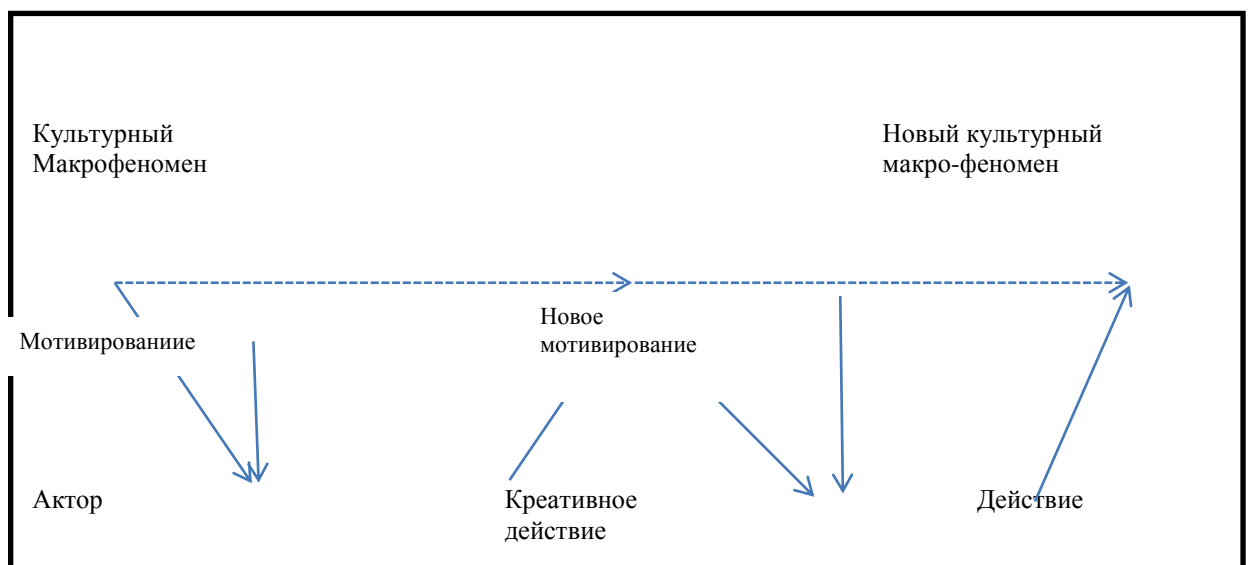 Культурный
Макрофеномен
Новый культурный
макро-феномен
Мотивированиие
Новое
мотивирование
Актор
Креативное
действие
Действие